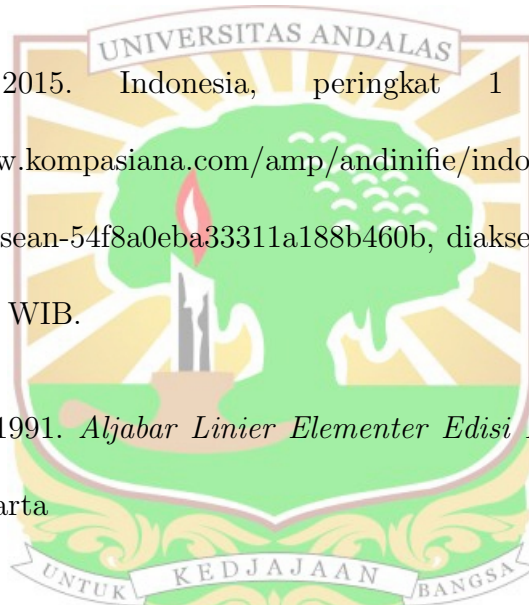 UNIVERSITAS ANDALAS
2015. Indonesia, peringkat 1
w.kompasiana.com/amp/andinifie/indo
sean-54f8a0eba33311a188b460b, diakse
WIB.
1991. Aljabar Linier Elementer Edisi
arta
UNTUK KEDJAJAAN BANGSA